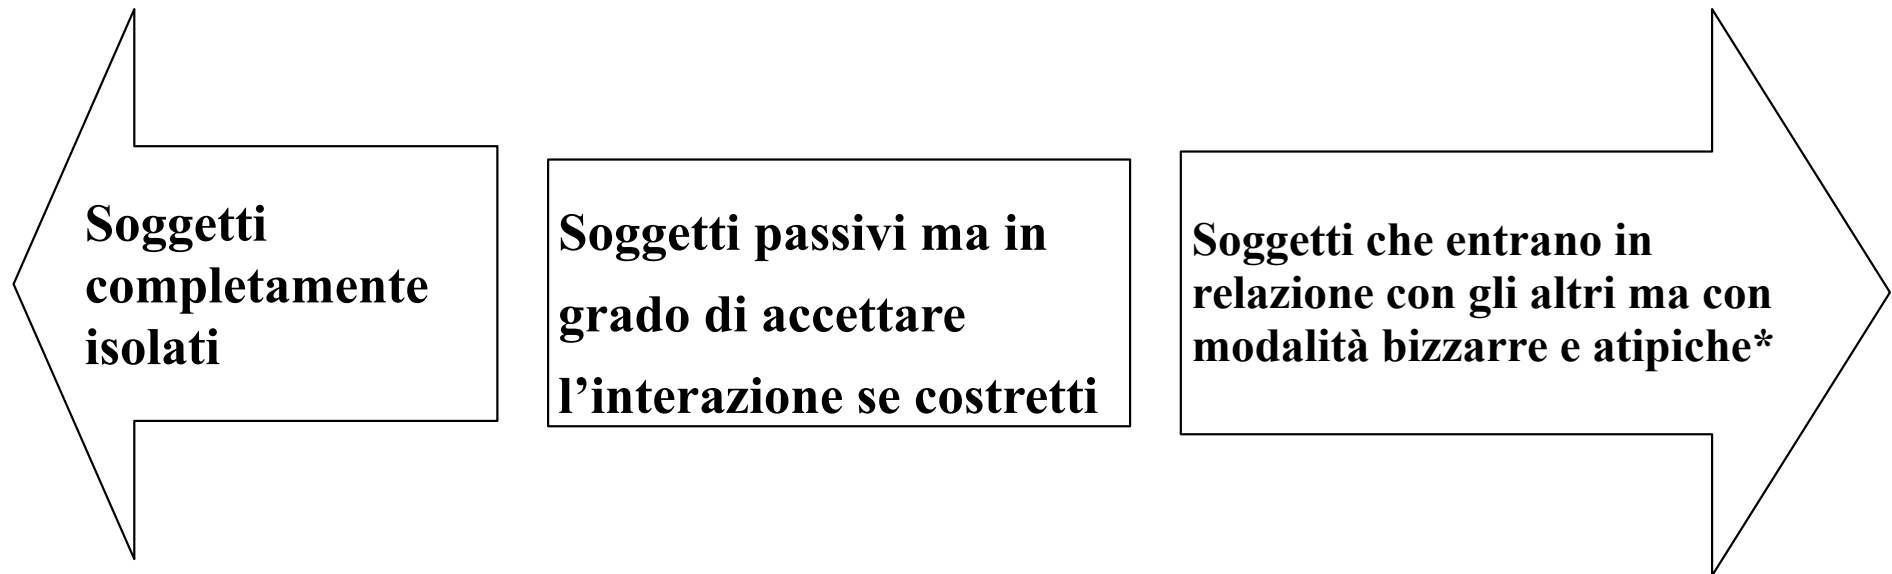 Soggetti
completamente
isolati
Soggetti passivi ma in
grado di accettare
l’interazione se costretti
Soggetti che entrano in
relazione con gli altri ma con
modalità bizzarre e atipiche*